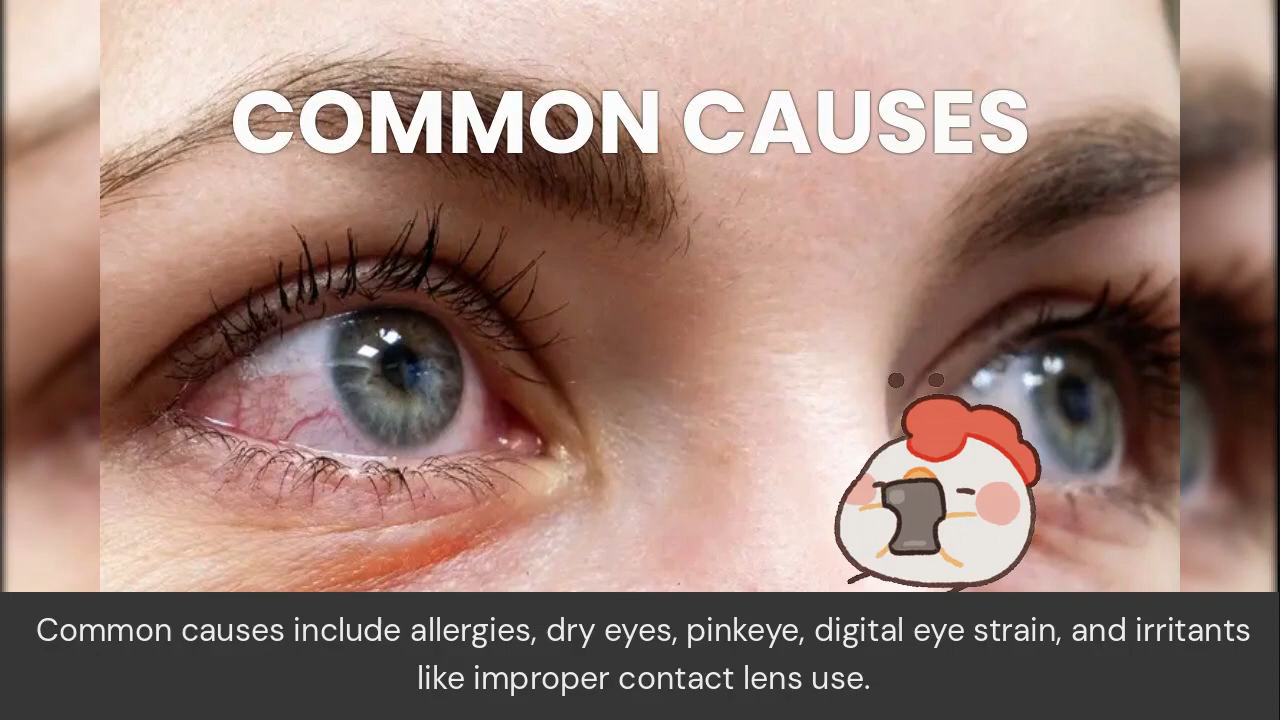 COMMON CAUSES
Common causes include allergies, dry eyes, pinkeye, digital eye strain, and irritants
like improper contact lens use.